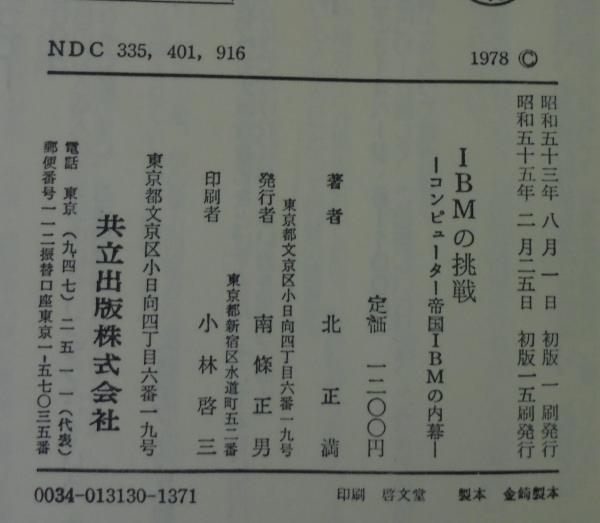 NDC 335, 401, 916
1978 ©
昭和五十三年 八月 一日 初版 一刷発行
昭和五十五年 二月二五日 初版一五刷発行
IBMの挑戦
―コンピューター帝国IBMの内幕―
定価 一二〇〇円
著者 北正満
東京都文京区小日向四丁目六番一九号
発行者 南條正男
東京都新宿区水道町五二番
印刷者 小林啓三
東京都文京区小日向四丁目六番一九号
共立出版株式会社
電話 東京(九四七)二五一一(代表)
郵便番号一一二振替口座東京一-五七〇三五番
0034-013130-1371
印刷 啓文堂 製本 金崎製本